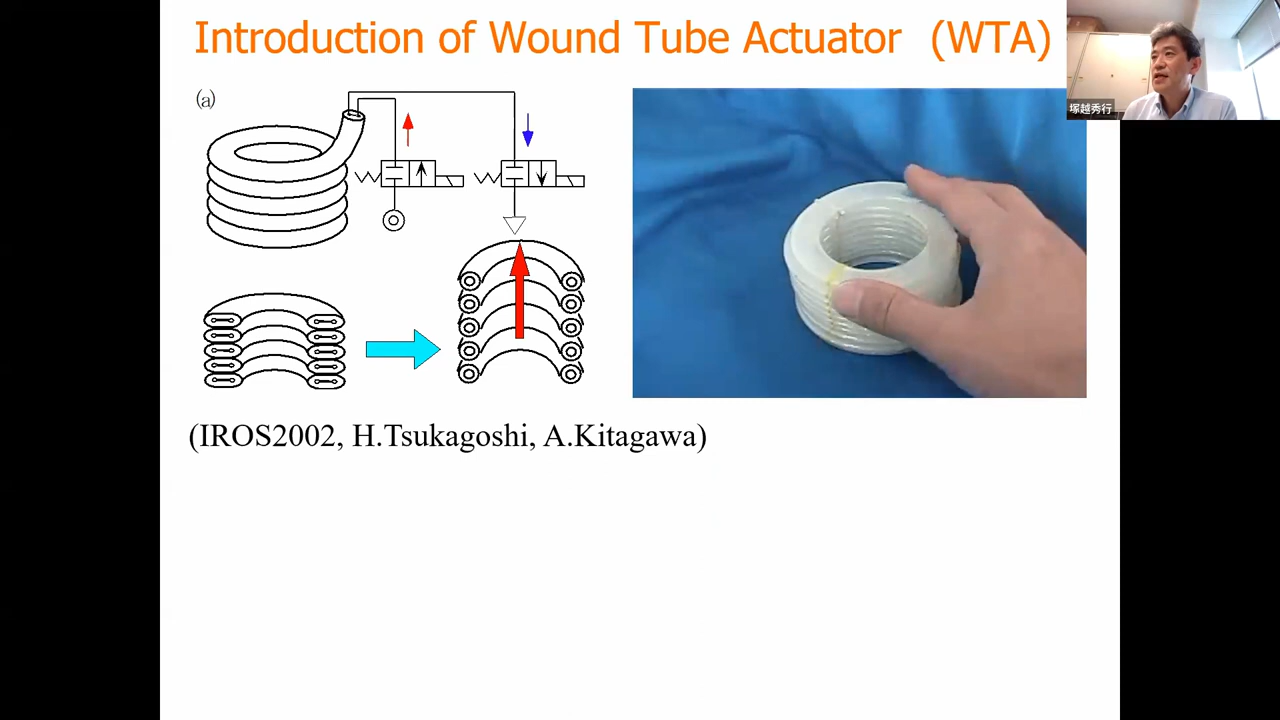 Introduction of Wound Tube Actuator (WTA)
塚越秀行
(a)
(IROS2002, H.Tsukagoshi, A.Kitagawa)